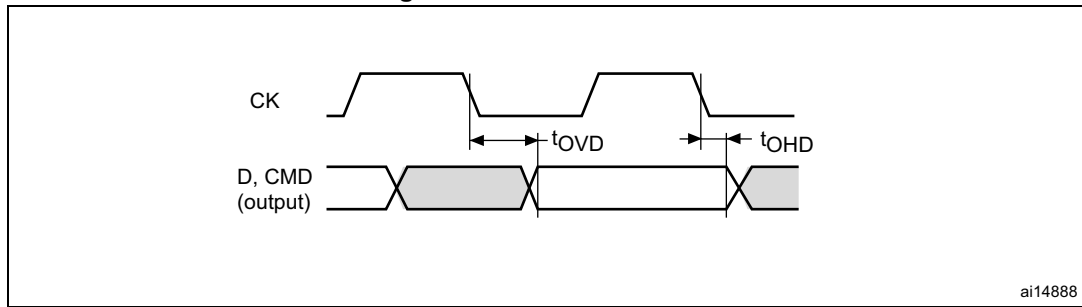 CK
tOVD
tOHD
D, CMD
(output)
ai14888